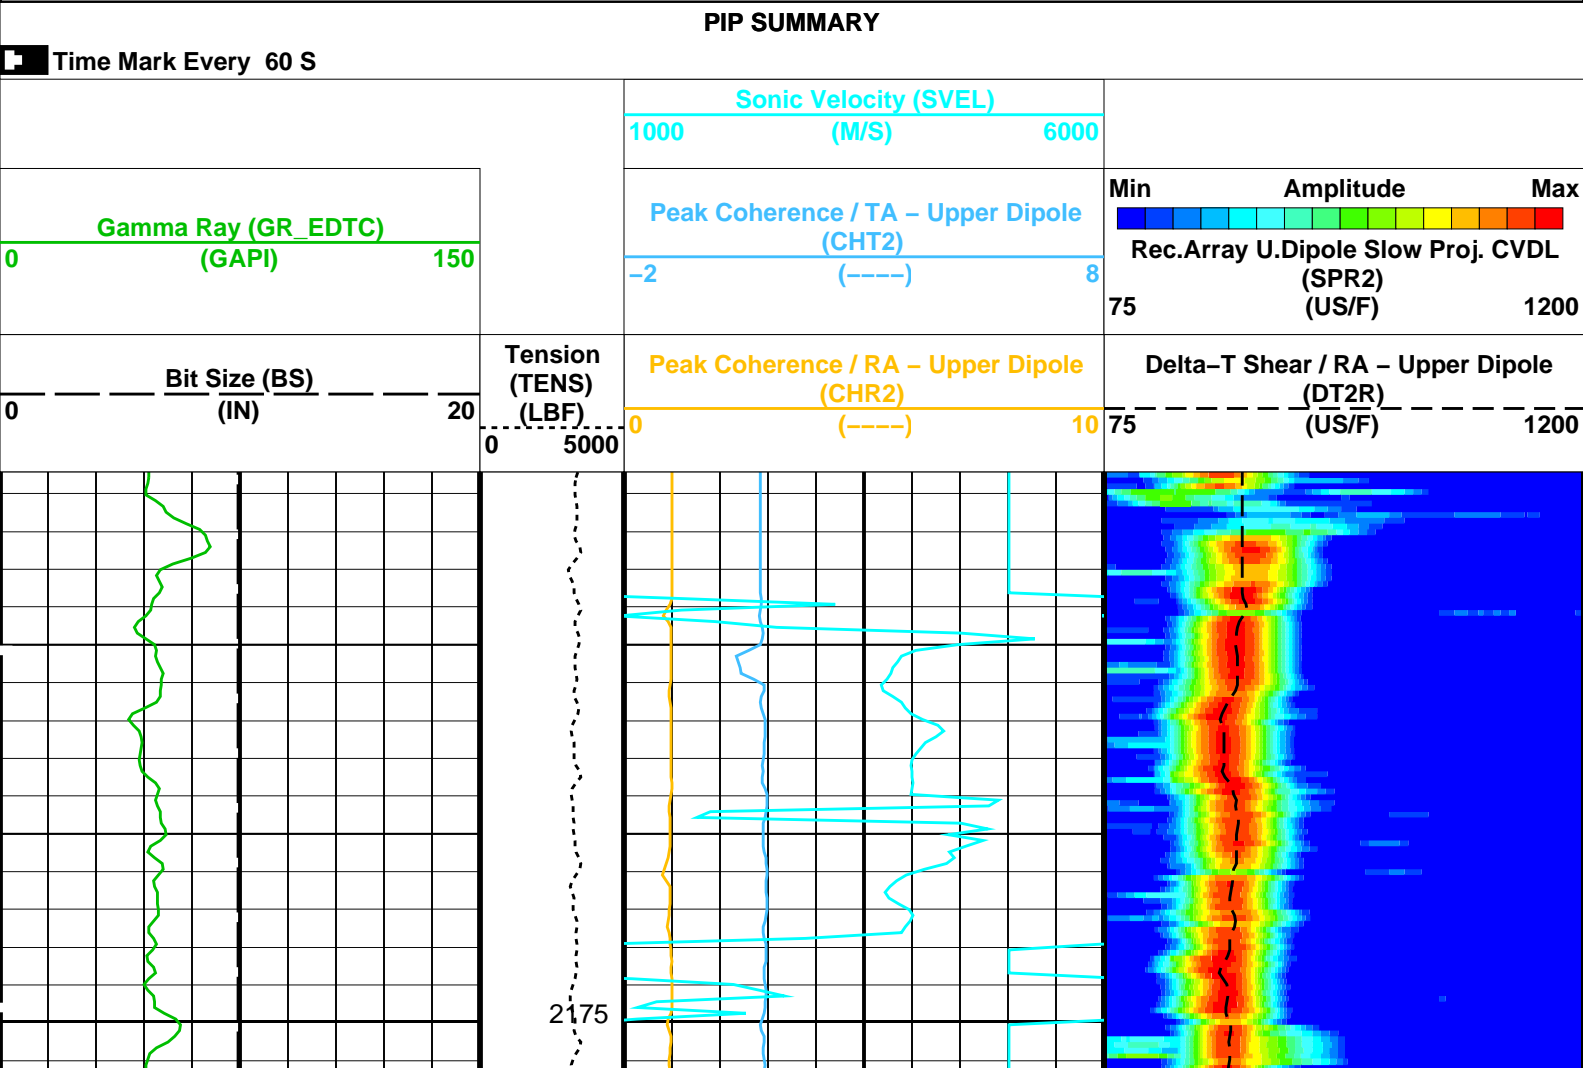 PIP SUMMARY
Time Mark Every 60 S
Sonic Velocity (SVEL)
1000 (M/S) 6000
Gamma Ray (GR_EDTC)
0 (GAPI) 150
Peak Coherence / TA – Upper Dipole
(CHT2)
–2 (––––) 8
Min Amplitude Max
Rec.Array U.Dipole Slow Proj. CVDL
(SPR2)
75 (US/F) 1200
Bit Size (BS)
0 (IN) 20
Tension
(TENS)
(LBF)
0 5000
Peak Coherence / RA – Upper Dipole
(CHR2)
0 (––––) 10
Delta–T Shear / RA – Upper Dipole
(DT2R)
75 (US/F) 1200
2175